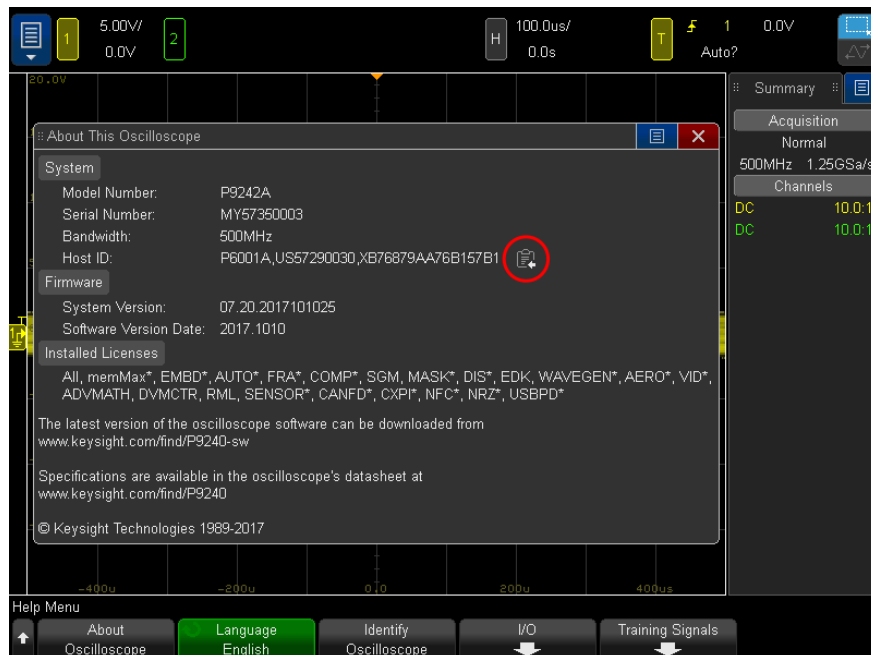 1
5.00V/
0.0V
2
H
100.0us/
0.0s
T
1
0.0V
Auto?
20.0V
Summary
Acquisition
Normal
500MHz 1.25GSa/s
Channels
DC 10.0:1
DC 10.0:1
About This Oscilloscope
System
Model Number: P9242A
Serial Number: MY57350003
Bandwidth: 500MHz
Host ID: P6001A,US57290030,XB76879AA76B157B1
Firmware
System Version: 07.20.2017101025
Software Version Date: 2017.1010
Installed Licenses
All, memMax*, EMBD*, AUTO*, FRA*, COMP*, SGM, MASK*, DIS*, EDK, WAVEGEN*, AERO*, VID*,
ADVMATH, DVMCTR, RML, SENSOR*, CANFD*, CXPI*, NFC*, NRZ*, USBPD*
The latest version of the oscilloscope software can be downloaded from
www.keysight.com/find/P9240-sw
Specifications are available in the oscilloscope's datasheet at
www.keysight.com/find/P9240
© Keysight Technologies 1989-2017
-400u -200u 0.0 200u 400us
Help Menu
About
Oscilloscope
Language
English
Identify
Oscilloscope
I/O
Training Signals